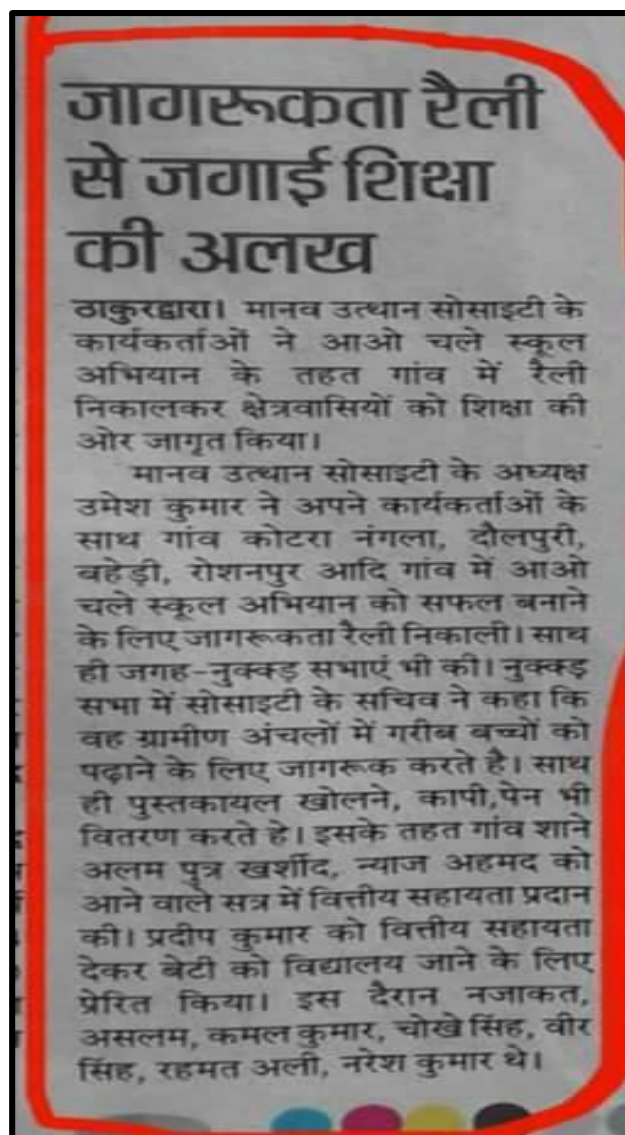 जागरूकता रैली
से जगाई शिक्षा
की अलख
ठाकुरद्वारा। मानव उत्थान सोसाइटी के
कार्यकर्ताओं ने आओ चले स्कूल
अभियान के तहत गांव में रैली
निकालकर क्षेत्रवासियों को शिक्षा की
ओर जागृत किया।
मानव उत्थान सोसाइटी के अध्यक्ष
उमेश कुमार ने अपने कार्यकर्ताओं के
साथ गांव कोटरा नंगला, दौलपुरी,
बहेड़ी, रोशनपुर आदि गांव में आओ
चले स्कूल अभियान को सफल बनाने
के लिए जागरूकता रैली निकाली। साथ
ही जगह-नुक्कड़ सभाएं भी की। नुक्कड़
सभा में सोसाइटी के सचिव ने कहा कि
वह ग्रामीण अंचलों में गरीब बच्चों को
पढ़ाने के लिए जागरूक करते है। साथ
ही पुस्तकायल खोलने, कापी,पेन भी
वितरण करते हे। इसके तहत गांव शाने
अलम पुत्र खर्शीद, न्याज अहमद को
आने वाले सत्र में वित्तीय सहायता प्रदान
की। प्रदीप कुमार को वित्तीय सहायता
देकर बेटी को विद्यालय जाने के लिए
प्रेरित किया। इस दैरान नजाकत,
असलम, कमल कुमार, चोखे सिंह, वीर
सिंह, रहमत अली, नरेश कुमार थे।